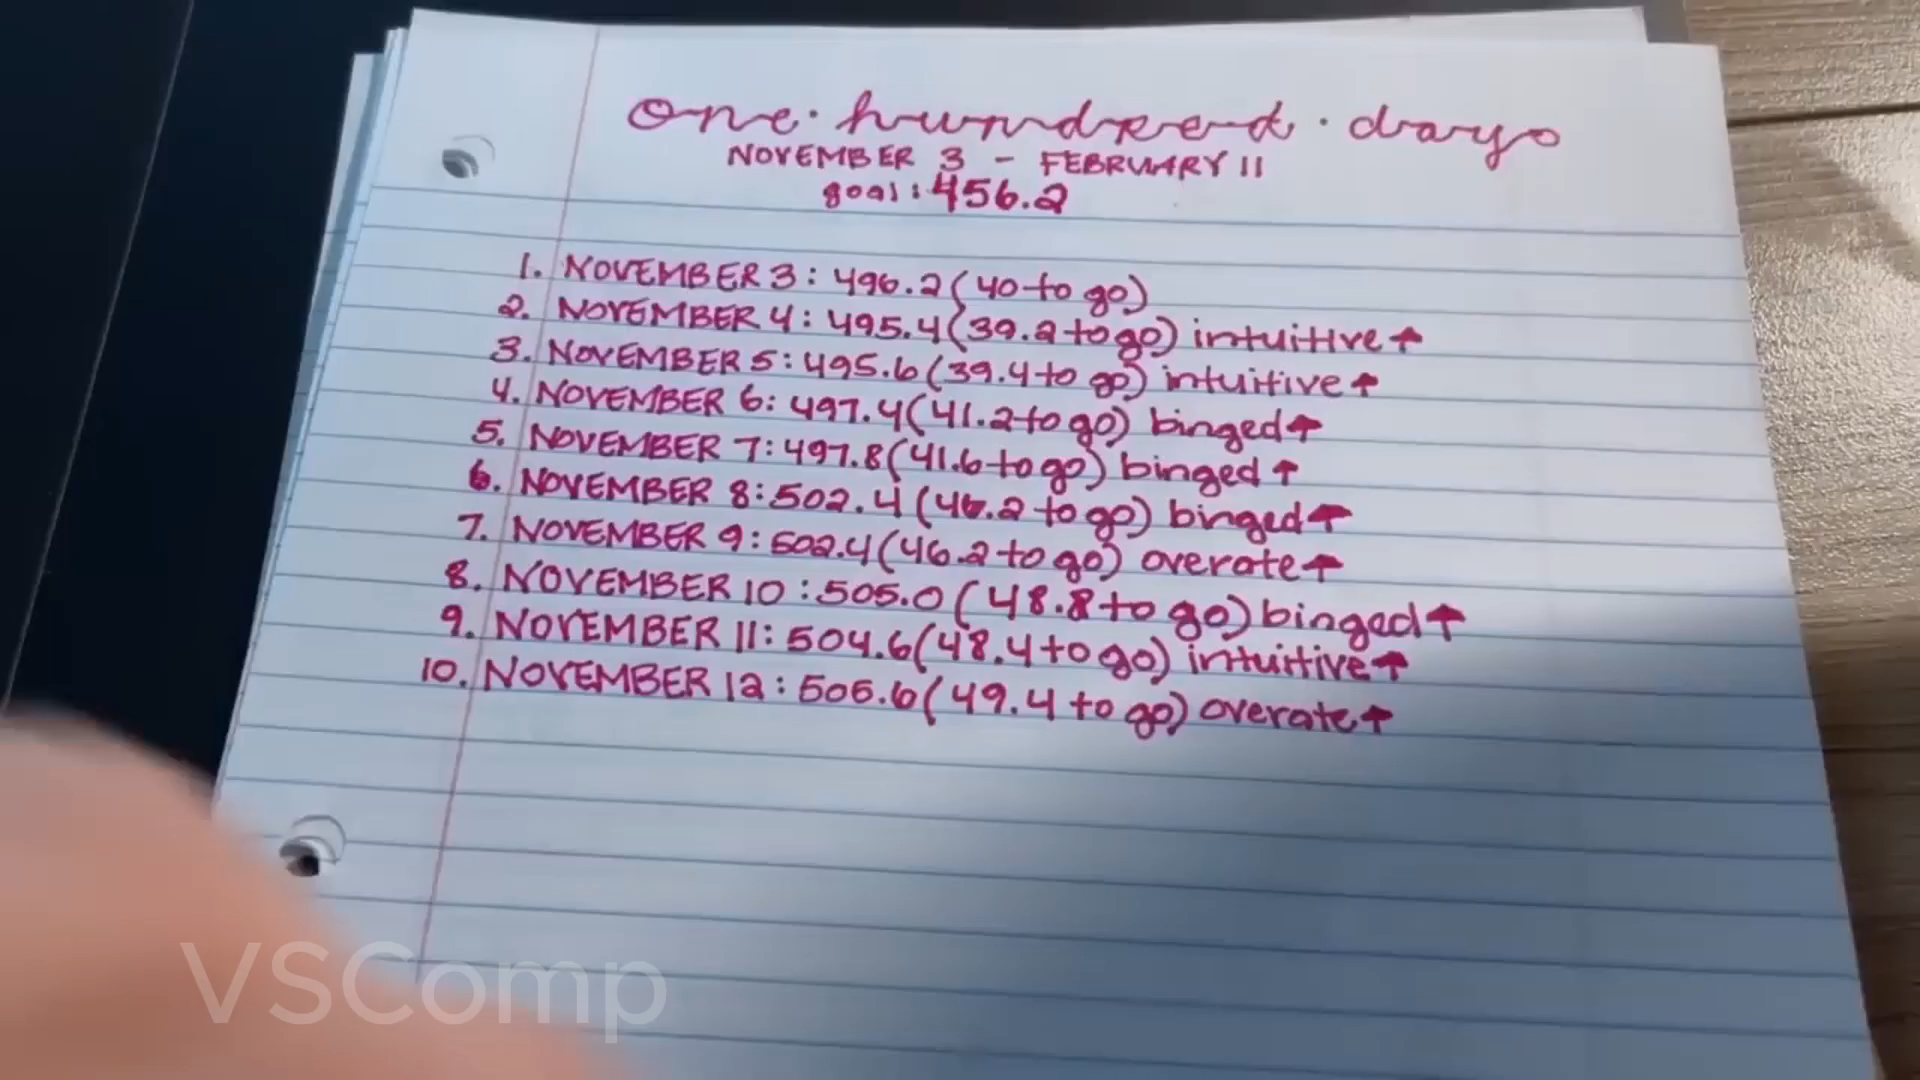 one·hundred·days
NOVEMBER 3 - FEBRUARY 11
goal: 456.2
1. NOVEMBER 3: 496.2 (40 to go)
2. NOVEMBER 4: 495.4 (39.2 to go) intuitive↑
3. NOVEMBER 5: 495.6 (39.4 to go) intuitive↑
4. NOVEMBER 6: 497.4 (41.2 to go) binged↑
5. NOVEMBER 7: 497.8 (41.6 to go) binged↑
6. NOVEMBER 8: 502.4 (46.2 to go) binged↑
7. NOVEMBER 9: 502.4 (46.2 to go) overate↑
8. NOVEMBER 10: 505.0 (48.8 to go) binged↑
9. NOVEMBER 11: 504.6 (48.4 to go) intuitive↑
10. NOVEMBER 12: 505.6 (49.4 to go) overate↑
VSComp